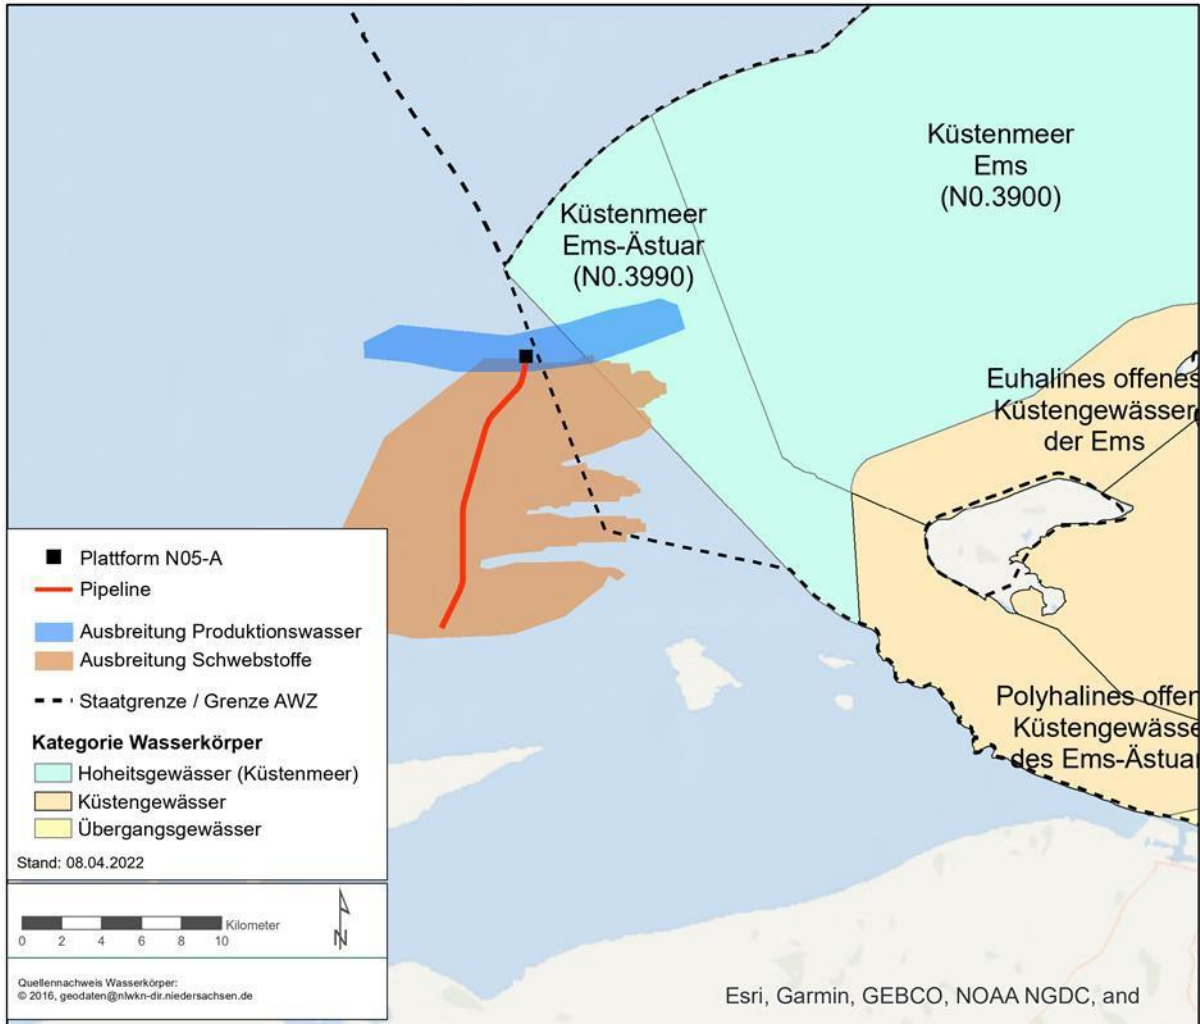 Küstenmeer
Ems
(N0.3900)
Küstenmeer
Ems-Ästuar
(N0.3990)
Euhalines offenes
Küstengewässer
der Ems
Polyhalines offen
Küstengewässe
des Ems-Ästuar
Plattform N05-A
Pipeline
Ausbreitung Produktionswasser
Ausbreitung Schwebstoffe
Staatgrenze / Grenze AWZ
Kategorie Wasserkörper
Hoheitsgewässer (Küstenmeer)
Küstengewässer
Übergangsgewässer
Stand: 08.04.2022
Kilometer
0 2 4 6 8 10
N
Quellennachweis Wasserkörper:
© 2016, geodaten@nlwkn-dir.niedersachsen.de
Esri, Garmin, GEBCO, NOAA NGDC, and